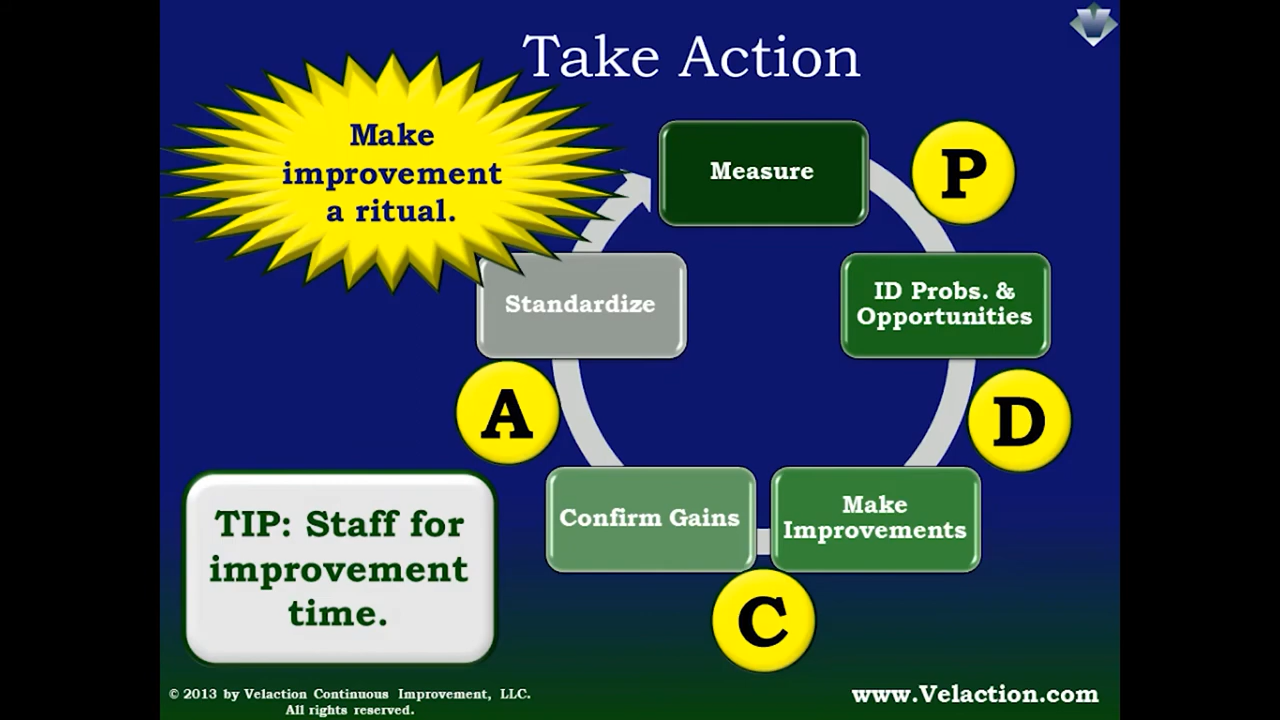 Take Action
Make
improvement
a ritual.
Measure
P
ID Probs. &
Opportunities
D
Make
Improvements
C
Confirm Gains
A
Standardize
TIP: Staff for
improvement
time.
© 2013 by Velaction Continuous Improvement, LLC.
All rights reserved.
www.Velaction.com